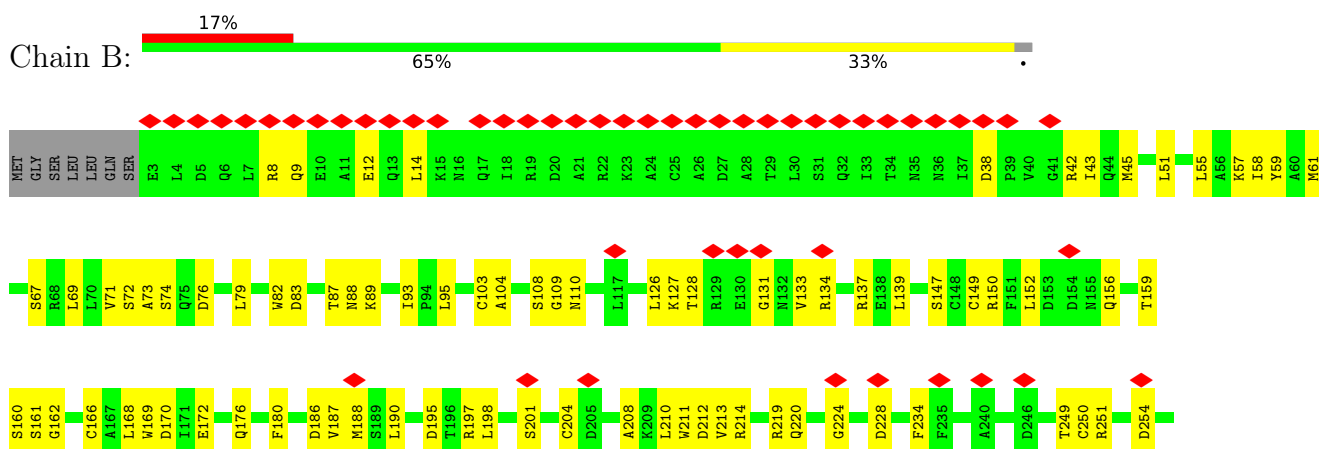 17%
Chain B:
65% 33% •
MET GLY SER LEU LEU GLN SER E3 L4 D5 Q6 L7 R8 Q9 E10 A11 E12 Q13 L14 K15 N16 Q17 I18 R19 D20 A21 R22 K23 A24 C25 A26 D27 A28 T29 L30 S31 Q32 I33 T34 N35 N36 I37 D38 P39 V40 G41 R42 I43 Q44 M45 L51 L55 A56 K57 I58 Y59 A60 M61
S67 R68 L69 L70 V71 S72 A73 S74 Q75 D76 L79 W82 D83 T87 N88 K89 I93 P94 L95 C103 A104 S108 G109 N110 L117 L126 K127 T128 R129 E130 G131 N132 V133 R134 R137 E138 L139 S147 C148 C149 R150 F151 L152 D153 D154 N155 Q156 T159
S160 S161 G162 C166 A167 L168 W169 D170 I171 E172 Q176 F180 D186 V187 M188 S189 L190 D195 T196 R197 L198 S201 C204 D205 A208 K209 L210 W211 D212 V213 R214 R219 Q220 G224 D228 F234 F235 A240 D246 T249 C250 R251 D254